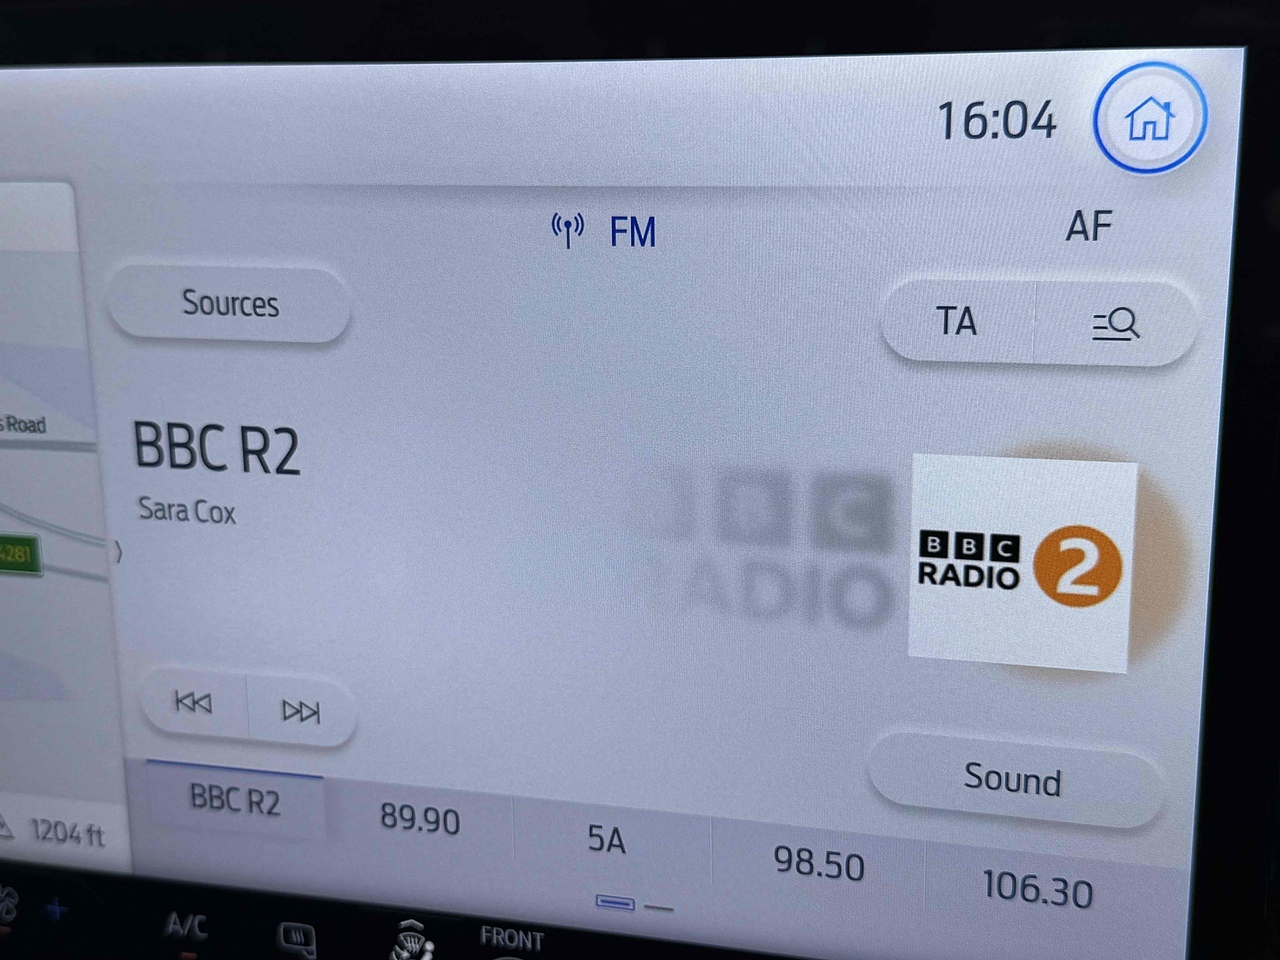 16:04
FM
AF
Sources
TA
Road
BBC R2
Sara Cox
BBC
RADIO 2
4281
Sound
BBC R2
89.90
5A
98.50
106.30
1204 ft
A/C
FRONT